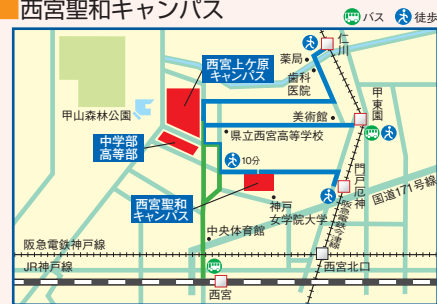 西宮聖和キャンパス
バス
徒歩
仁川
薬局
歯科
医院
西宮上ケ原
キャンパス
甲東園
甲山森林公園
美術館
県立西宮高等学校
中学部
高等部
10分
門戸厄神
西宮聖和
キャンパス
神戸
女学院大学
国道171号線
阪急電鉄今津線
中央体育館
阪急電鉄神戸線
西宮北口
JR神戸線
西宮